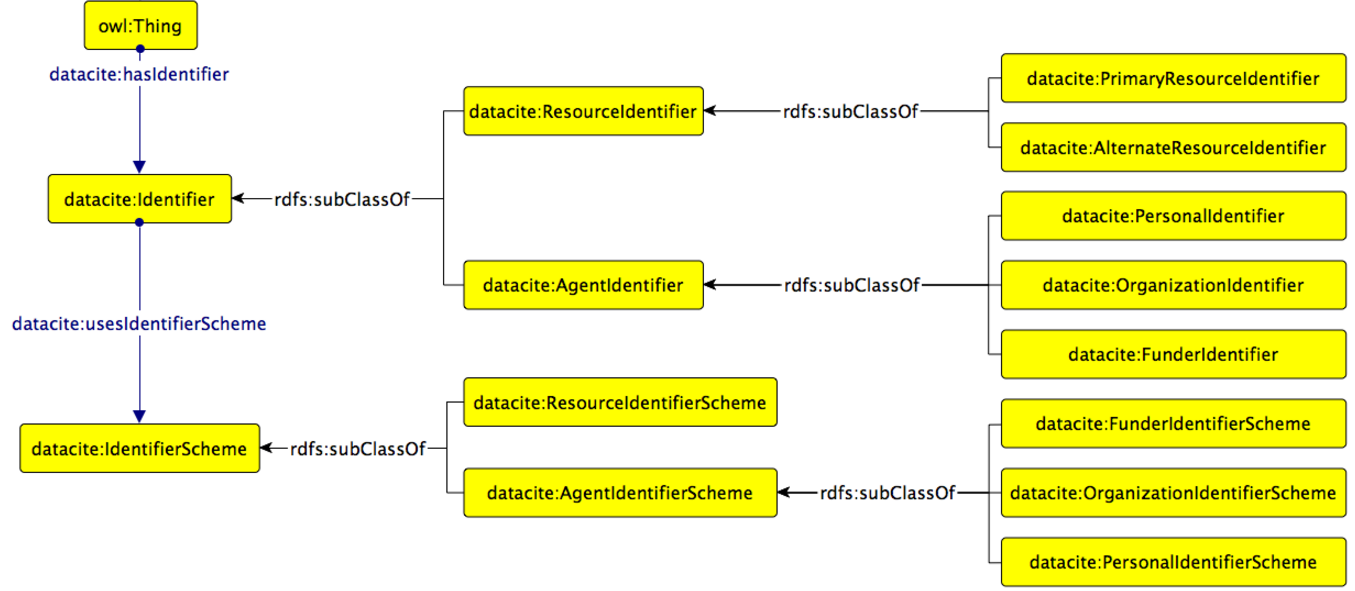 owl:Thing
datacite:hasIdentifier
datacite:Identifier
datacite:usesIdentifierScheme
datacite:IdentifierScheme
rdfs:subClassOf
datacite:ResourceIdentifier
datacite:AgentIdentifier
rdfs:subClassOf
datacite:PrimaryResourceIdentifier
datacite:AlternateResourceIdentifier
rdfs:subClassOf
datacite:PersonalIdentifier
datacite:OrganizationIdentifier
datacite:FunderIdentifier
rdfs:subClassOf
datacite:ResourceIdentifierScheme
datacite:AgentIdentifierScheme
rdfs:subClassOf
datacite:FunderIdentifierScheme
datacite:OrganizationIdentifierScheme
datacite:PersonalIdentifierScheme